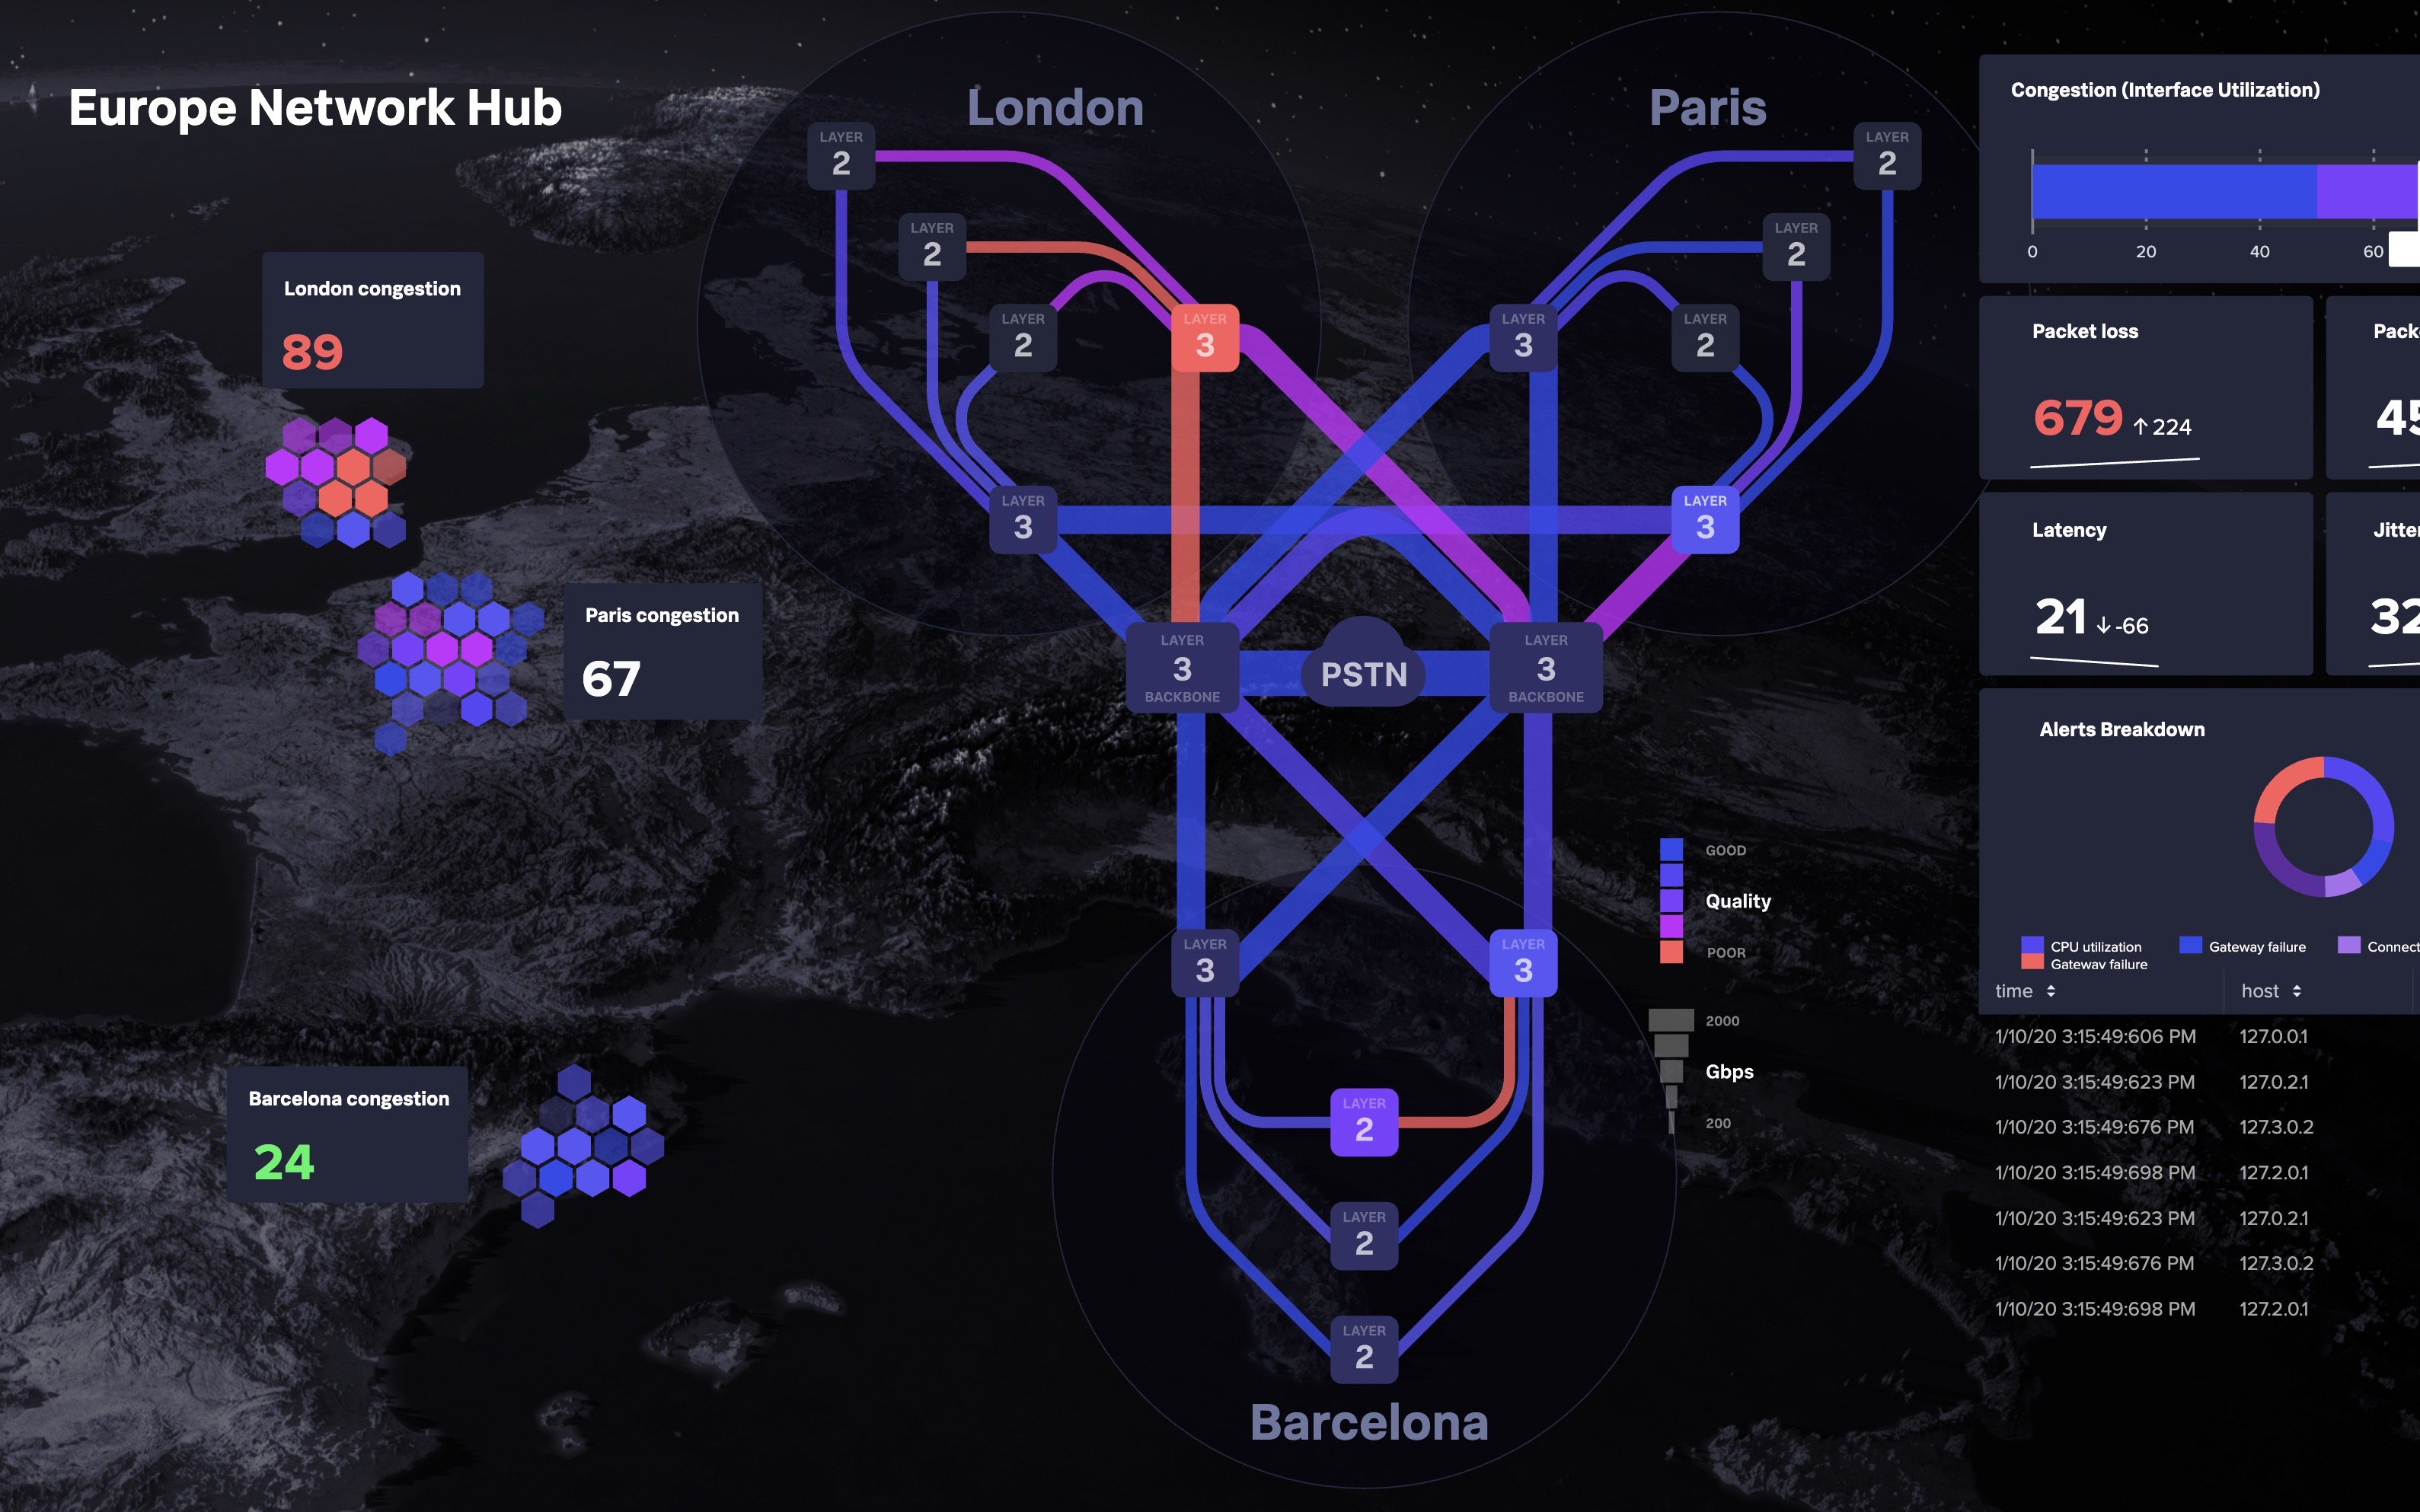 Europe Network Hub
London
Paris
LAYER
2
LAYER
2
LAYER
2
LAYER
3
LAYER
3
LAYER
2
LAYER
2
LAYER
2
LAYER
3
LAYER
3
London congestion
89
Paris congestion
67
Barcelona congestion
24
LAYER
3
BACKBONE
PSTN
LAYER
3
BACKBONE
LAYER
3
LAYER
3
LAYER
2
LAYER
2
LAYER
2
Barcelona
GOOD
Quality
POOR
2000
Gbps
200
Congestion (Interface Utilization)
0 20 40 60
Packet loss
679 ↑ 224
Pack
45
Latency
21 ↓ -66
Jitter
32
Alerts Breakdown
CPU utilization Gateway failure Connect
Gateway failure
time host
1/10/20 3:15:49:606 PM 127.0.0.1
1/10/20 3:15:49:623 PM 127.0.2.1
1/10/20 3:15:49:676 PM 127.3.0.2
1/10/20 3:15:49:698 PM 127.2.0.1
1/10/20 3:15:49:623 PM 127.0.2.1
1/10/20 3:15:49:676 PM 127.3.0.2
1/10/20 3:15:49:698 PM 127.2.0.1